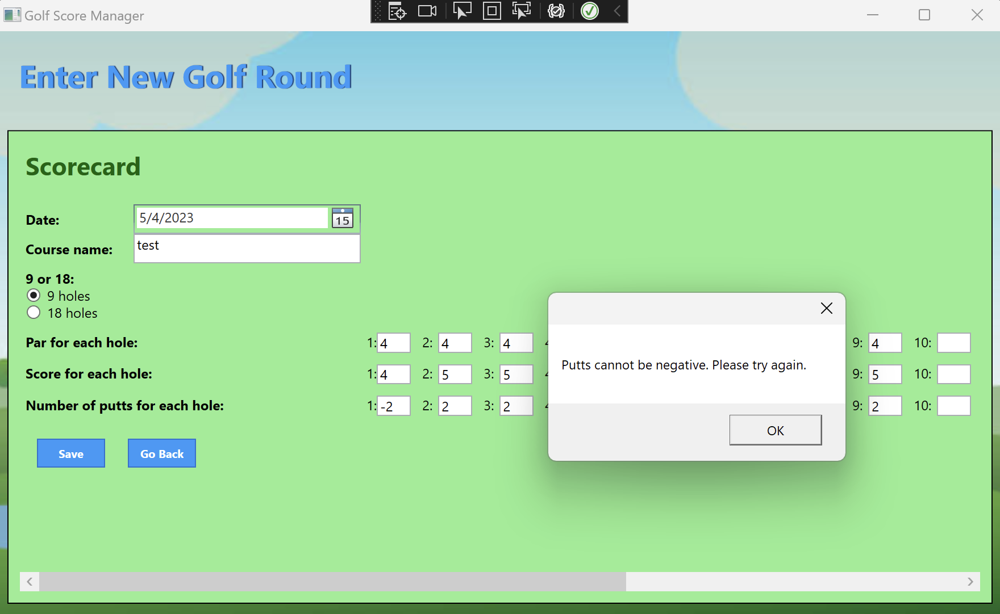 Golf Score Manager
Enter New Golf Round
Scorecard
Date: 5/4/2023 15
Course name: test
9 or 18:
9 holes
18 holes
Par for each hole: 1: 4 2: 4 3: 4 9: 4 10:
Score for each hole: 1: 4 2: 5 3: 5 9: 5 10:
Number of putts for each hole: 1: -2 2: 2 3: 2 9: 2 10:
Putts cannot be negative. Please try again.
OK
Save Go Back